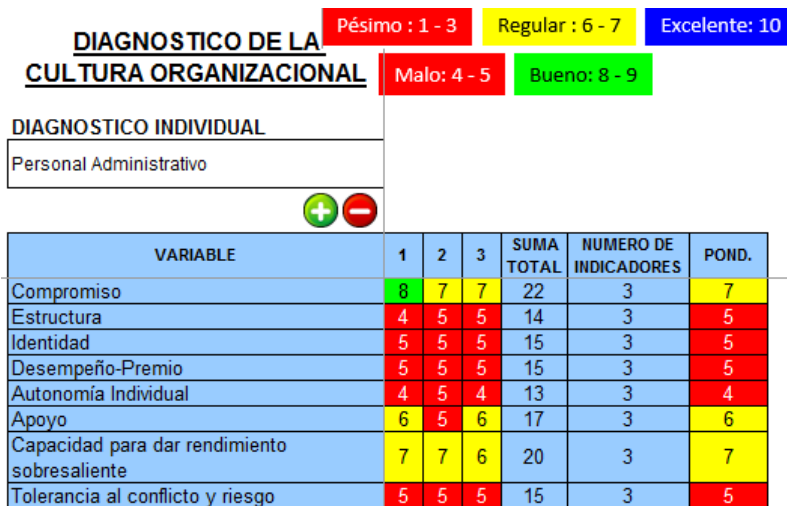 DIAGNOSTICO DE LA
CULTURA ORGANIZACIONAL
Pésimo : 1 - 3
Regular : 6 - 7
Excelente: 10
Malo: 4 - 5
Bueno: 8 - 9
DIAGNOSTICO INDIVIDUAL
Personal Administrativo
VARIABLE 1 2 3 SUMA TOTAL NUMERO DE INDICADORES POND.
Compromiso 8 7 7 22 3 7
Estructura 4 5 5 14 3 5
Identidad 5 5 5 15 3 5
Desempeño-Premio 5 5 5 15 3 5
Autonomía Individual 4 5 4 13 3 4
Apoyo 6 5 6 17 3 6
Capacidad para dar rendimiento
sobresaliente 7 7 6 20 3 7
Tolerancia al conflicto y riesgo 5 5 5 15 3 5